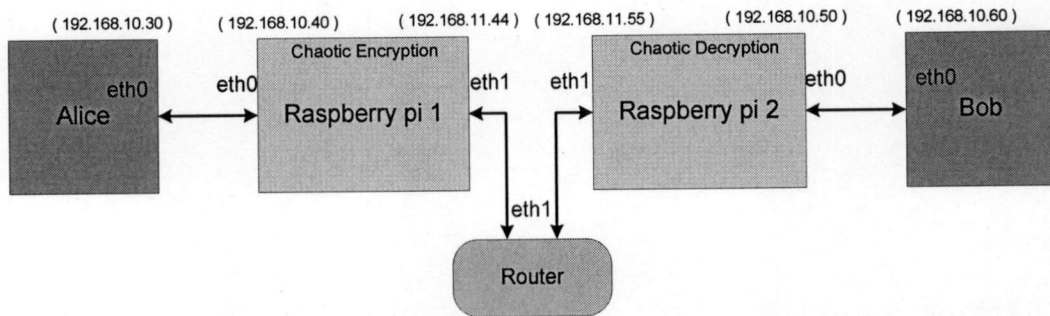 ( 192.168.10.30)
( 192.168.10.40)
( 192.168.11.44)
( 192.168.11.55)
( 192.168.10.50)
( 192.168.10.60)
Chaotic Encryption
Chaotic Decryption
eth0
eth0
eth1
eth1
eth0
eth0
Alice
Raspberry pi 1
Raspberry pi 2
Bob
eth1
Router